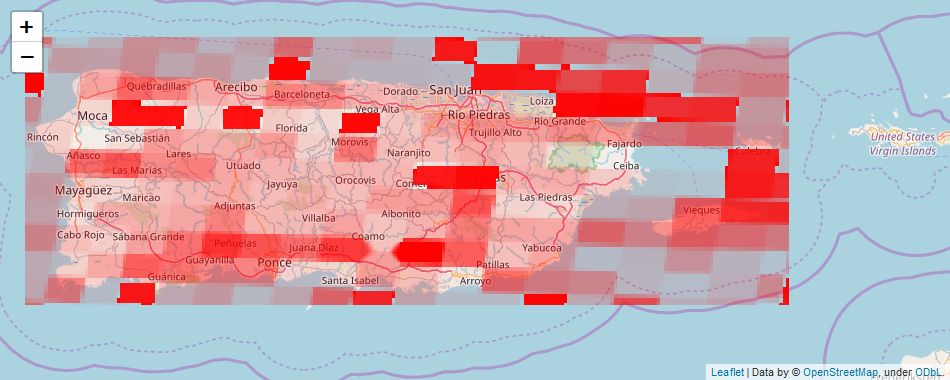 +
−
Quebradillas
Arecibo
Barceloneta
Dorado
San Juan
Loíza
Moca
Vega Alta
Río Piedras
Río Grande
Rincón
San Sebastián
Florida
Morovis
Trujillo Alto
Fajardo
United States
Virgin Islands
Añasco
Lares
Naranjito
Culebra
Las Marías
Utuado
Ceiba
Mayagüez
Maricao
Jayuya
Orocovis
Las Piedras
Hormigueros
Adjuntas
Villalba
Aibonito
Vieques
Cabo Rojo
Sábana Grande
Peñuelas
Juana Díaz
Coamo
Yabucoa
Guayanilla
Ponce
Patillas
Guánica
Santa Isabel
Arroyo
Leaflet | Data by © OpenStreetMap, under ODbL.